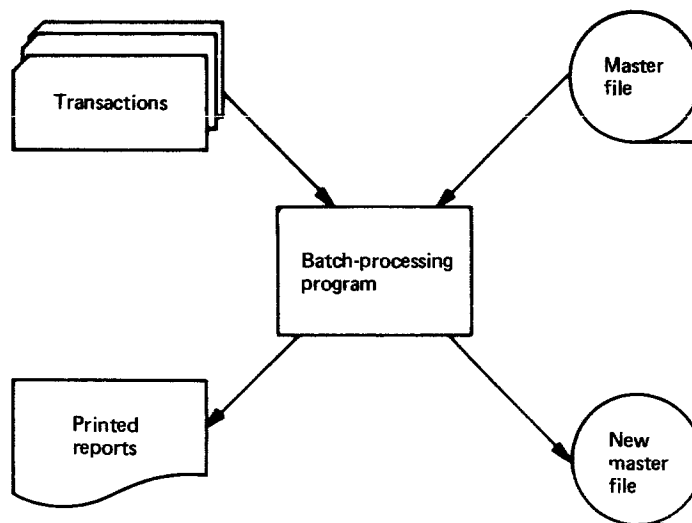 Transactions
Master
file
Batch-processing
program
Printed
reports
New
master
file